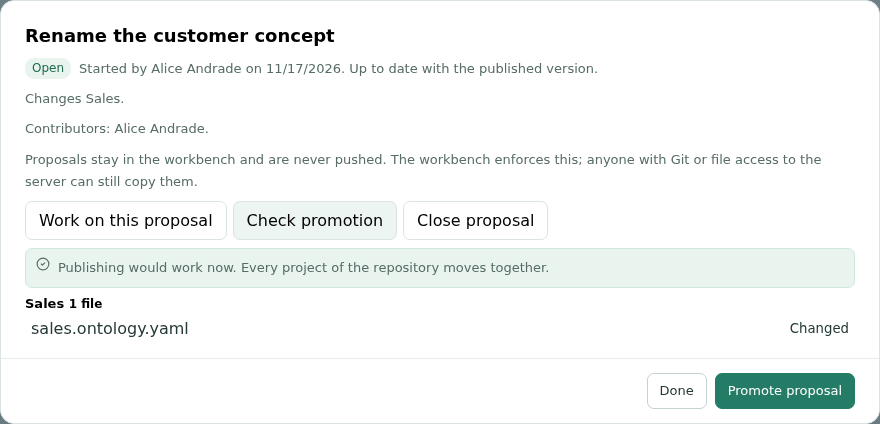 Rename the customer concept
Open Started by Alice Andrade on 11/17/2026. Up to date with the published version.
Changes Sales.
Contributors: Alice Andrade.
Proposals stay in the workbench and are never pushed. The workbench enforces this; anyone with Git or file access to the
server can still copy them.
Work on this proposal Check promotion Close proposal
Publishing would work now. Every project of the repository moves together.
Sales 1 file
sales.ontology.yaml Changed
Done Promote proposal